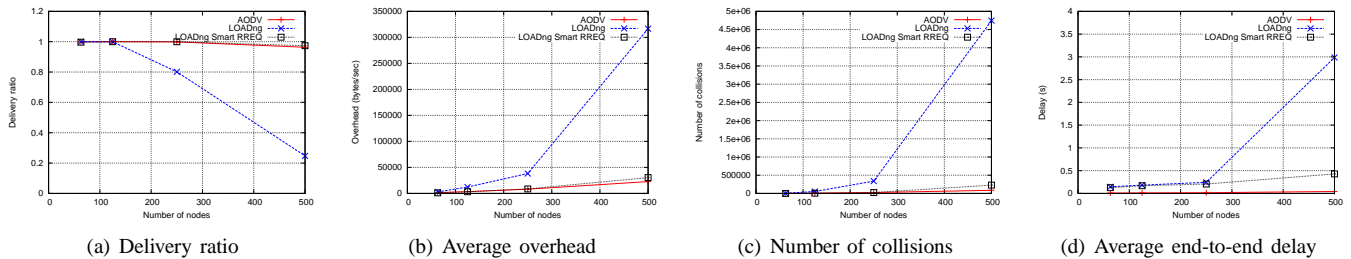 AODV
LOADng
LOADng Smart RREQ
1.2
1
0.8
0.6
0.4
0.2
0
Delivery ratio
0 100 200 300 400 500
Number of nodes
(a) Delivery ratio
AODV
LOADng
LOADng Smart RREQ
350000
300000
250000
200000
150000
100000
50000
0
Overhead (bytes/sec)
0 100 200 300 400 500
Number of nodes
(b) Average overhead
AODV
LOADng
LOADng Smart RREQ
5e+06
4.5e+06
4e+06
3.5e+06
3e+06
2.5e+06
2e+06
1.5e+06
1e+06
500000
0
Number of collisions
0 100 200 300 400 500
Number of nodes
(c) Number of collisions
AODV
LOADng
LOADng Smart RREQ
4
3.5
3
2.5
2
1.5
1
0.5
0
Delay (s)
0 100 200 300 400 500
Number of nodes
(d) Average end-to-end delay